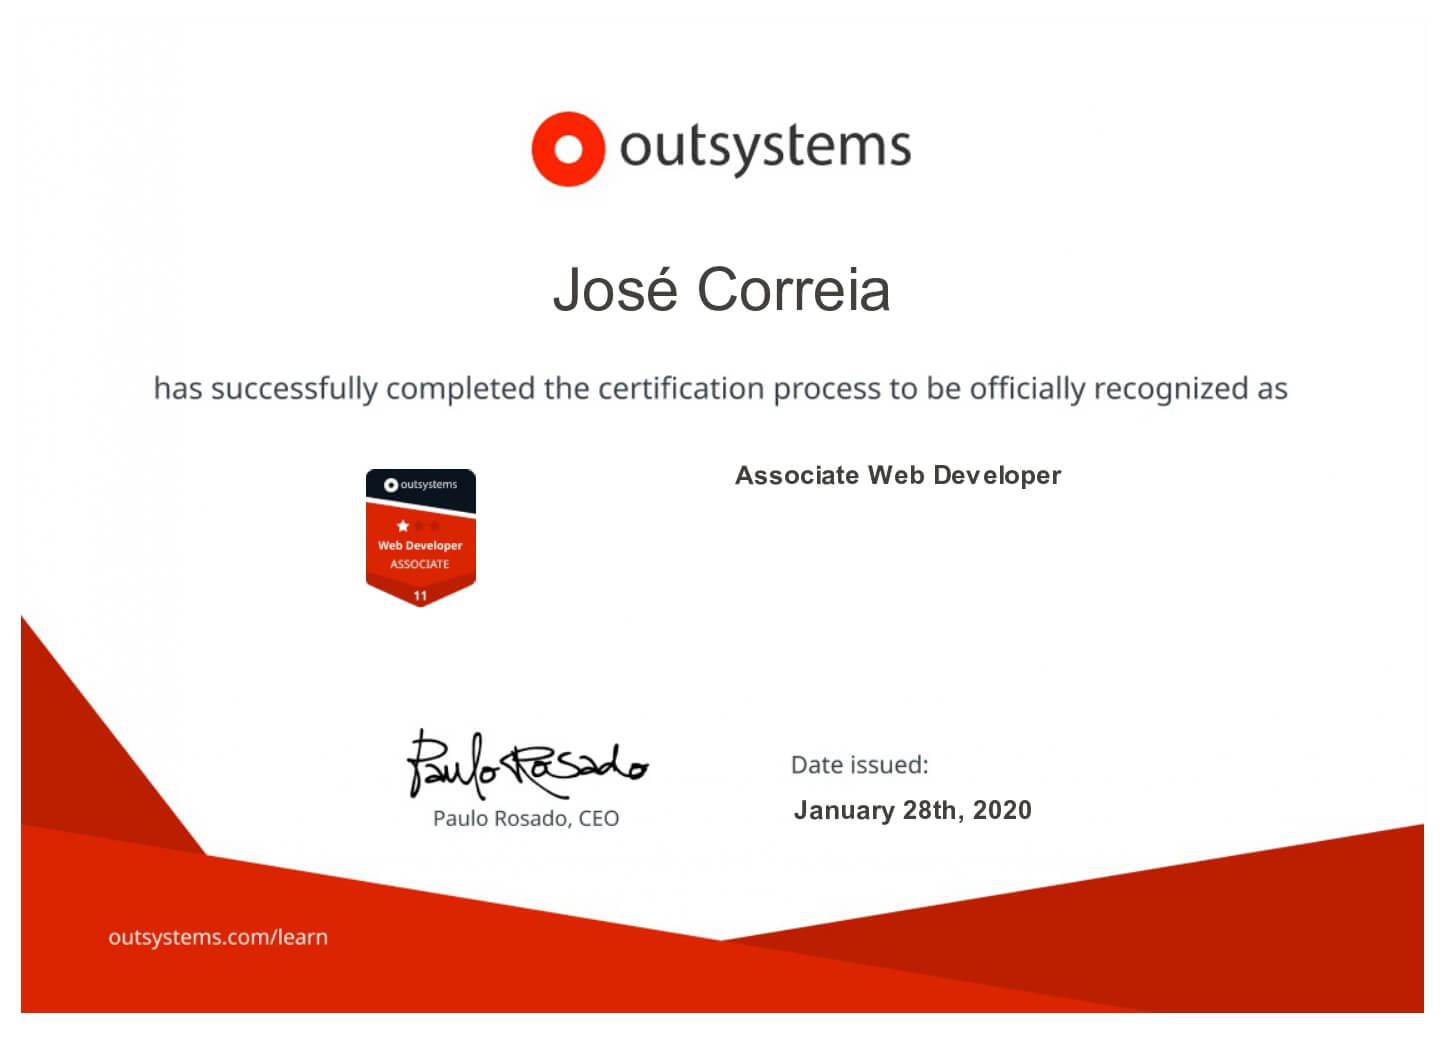 outsystems
José Correia
has successfully completed the certification process to be officially recognized as
Associate Web Developer
outsystems
Web Developer
ASSOCIATE
11
Paulo Rosado
Paulo Rosado, CEO
Date issued:
January 28th, 2020
outsystems.com/learn